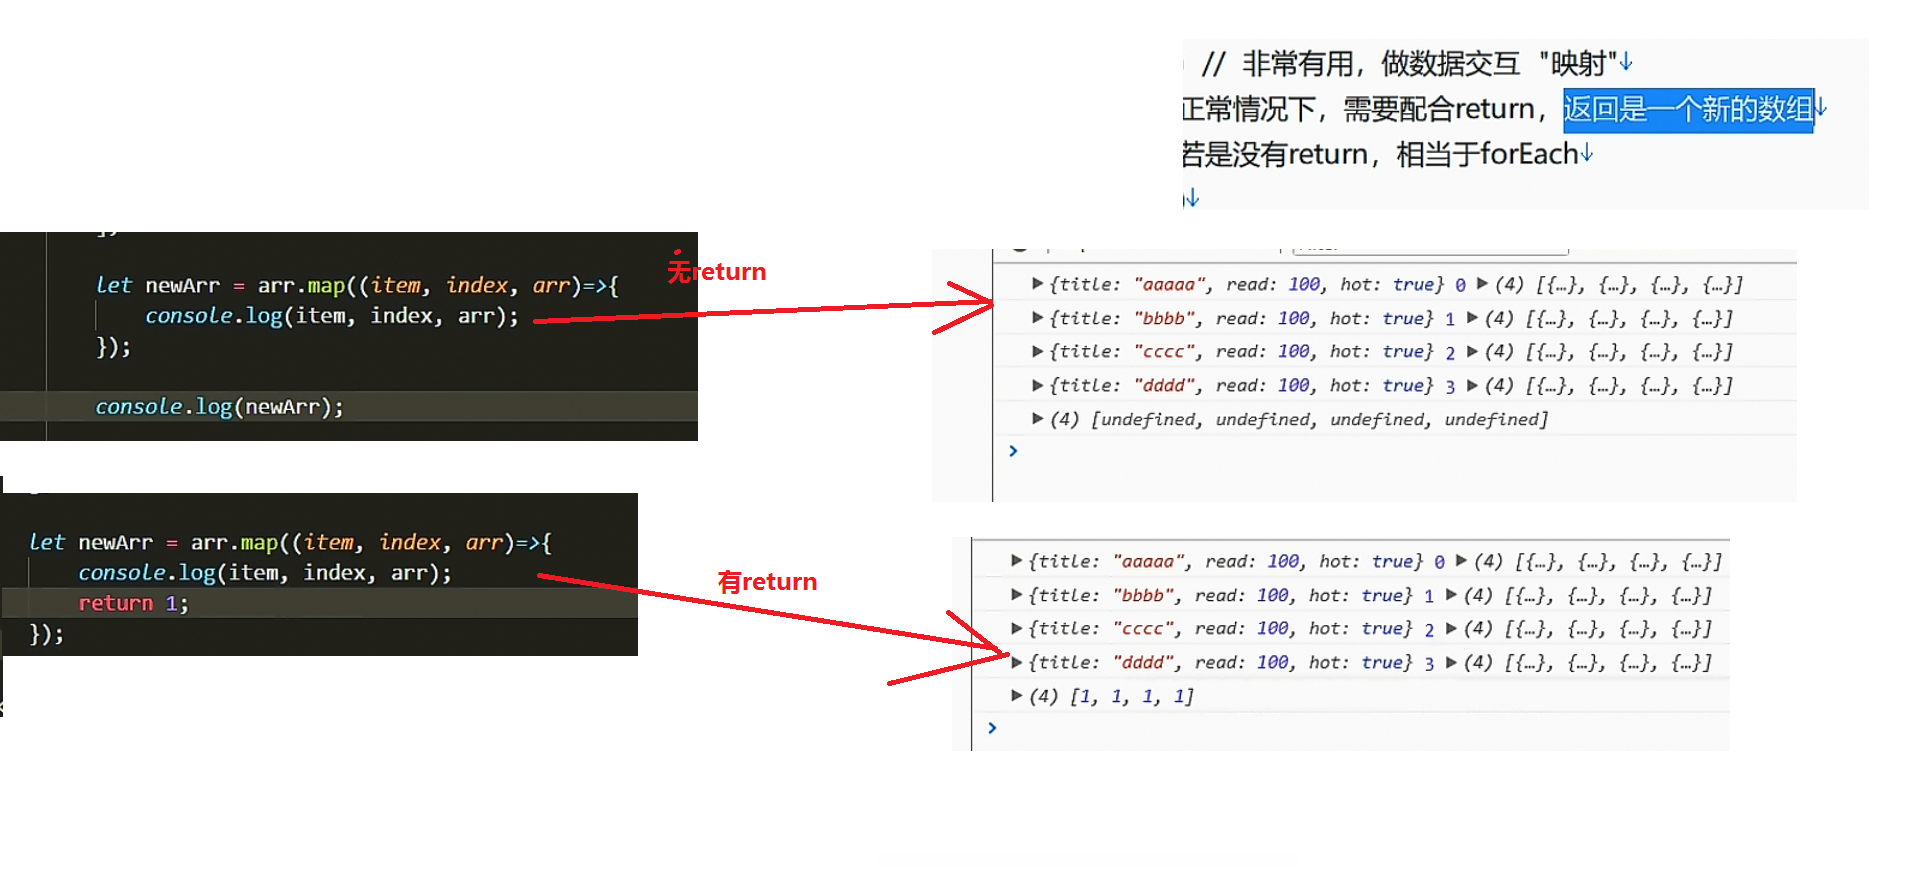 // 非常有用，做数据交互 "映射"↓
正常情况下，需要配合return，返回是一个新的数组↓
若是没有return，相当于forEach↓
↓
let newArr = arr.map((item, index, arr)=>{
console.log(item, index, arr);
});
console.log(newArr);
无return
▶{title: "aaaaa", read: 100, hot: true} 0 ▶(4) [{…}, {…}, {…}, {…}]
▶{title: "bbbb", read: 100, hot: true} 1 ▶(4) [{…}, {…}, {…}, {…}]
▶{title: "cccc", read: 100, hot: true} 2 ▶(4) [{…}, {…}, {…}, {…}]
▶{title: "dddd", read: 100, hot: true} 3 ▶(4) [{…}, {…}, {…}, {…}]
▶(4) [undefined, undefined, undefined, undefined]
>
let newArr = arr.map((item, index, arr)=>{
console.log(item, index, arr);
return 1;
});
有return
▶{title: "aaaaa", read: 100, hot: true} 0 ▶(4) [{…}, {…}, {…}, {…}]
▶{title: "bbbb", read: 100, hot: true} 1 ▶(4) [{…}, {…}, {…}, {…}]
▶{title: "cccc", read: 100, hot: true} 2 ▶(4) [{…}, {…}, {…}, {…}]
▶{title: "dddd", read: 100, hot: true} 3 ▶(4) [{…}, {…}, {…}, {…}]
▶(4) [1, 1, 1, 1]
>